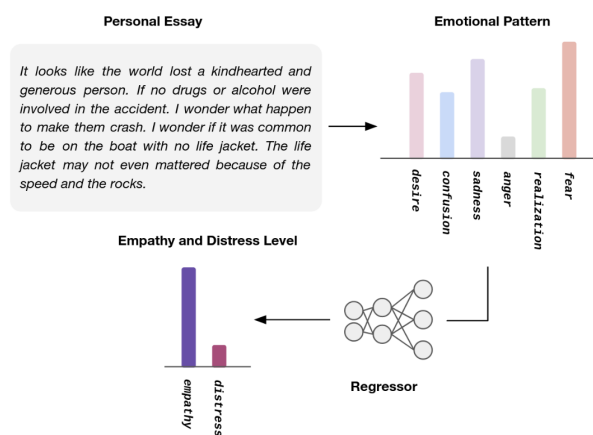 Personal Essay
It looks like the world lost a kindhearted and
generous person. If no drugs or alcohol were
involved in the accident. I wonder what happen
to make them crash. I wonder if it was common
to be on the boat with no life jacket. The life
jacket may not even mattered because of the
speed and the rocks.
Emotional Pattern
desire
confusion
sadness
anger
realization
fear
Empathy and Distress Level
empathy
distress
Regressor